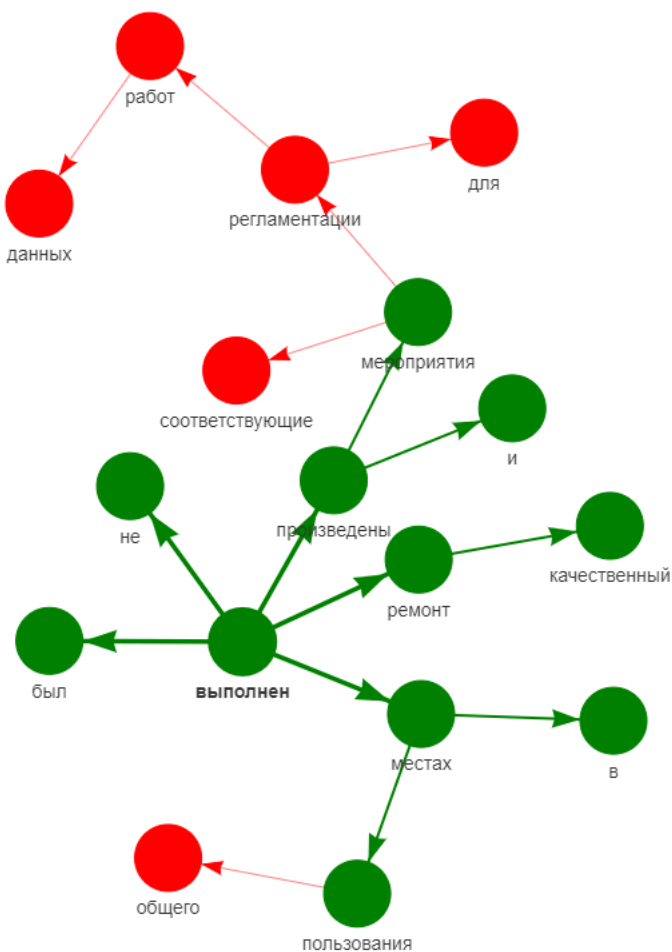 работ
для
регламентации
данных
мероприятия
соответствующие
и
произведены
не
качественный
ремонт
был
выполнен
местах
в
общего
пользования